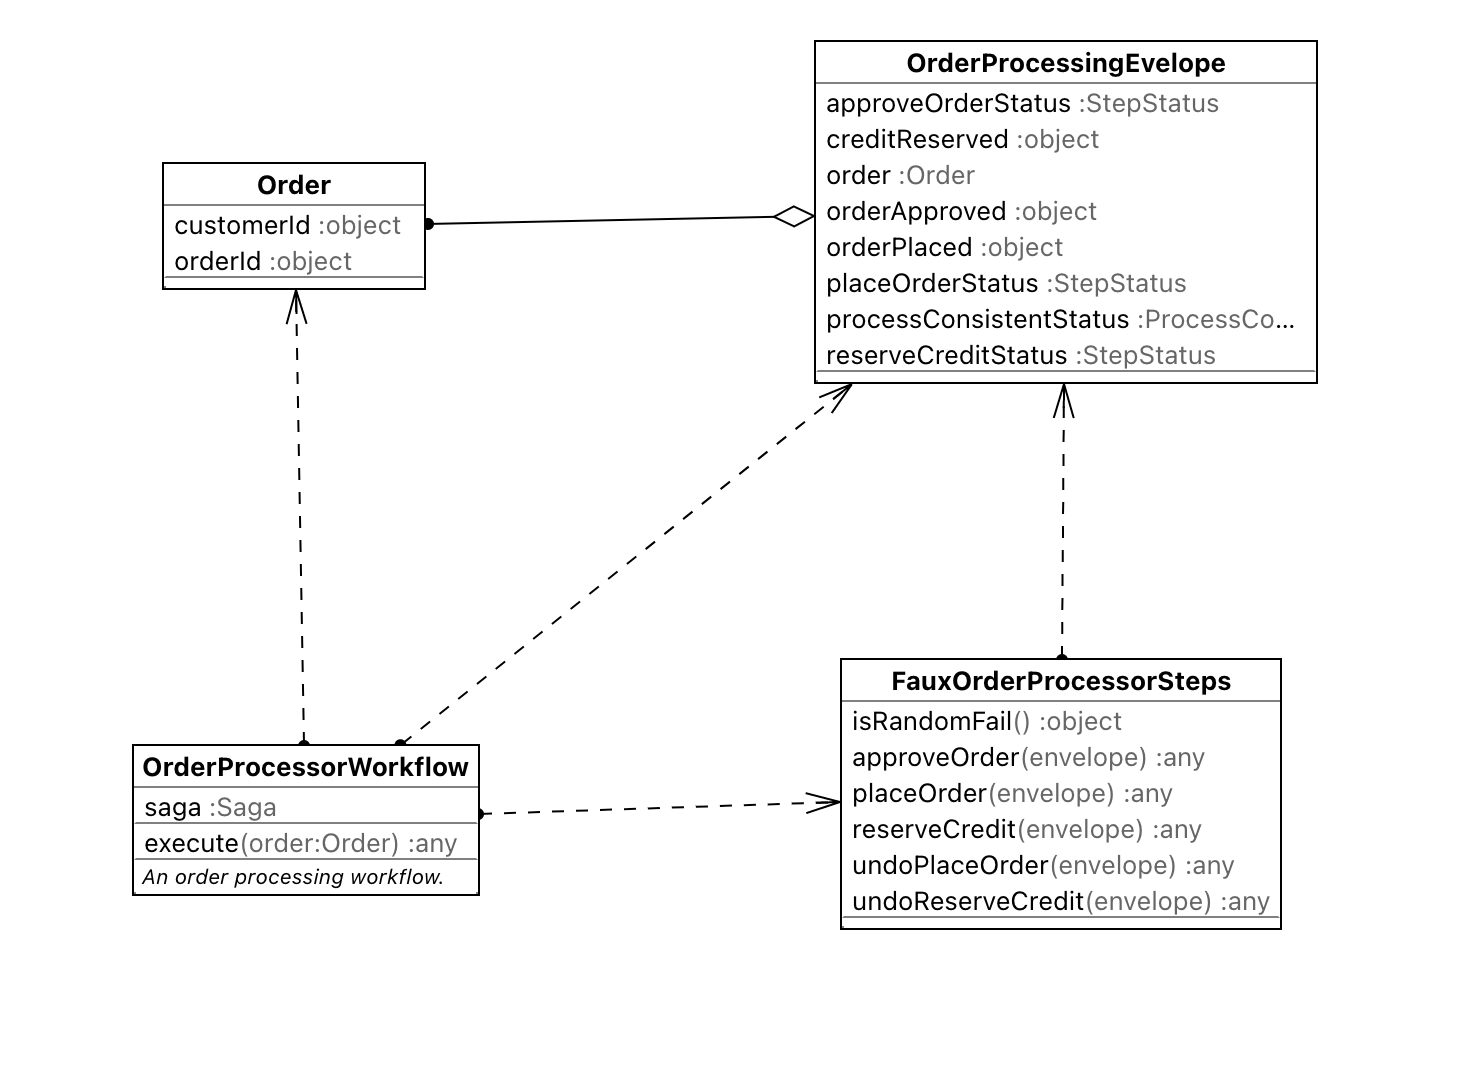 OrderProcessingEvelope
approveOrderStatus :StepStatus
creditReserved :object
order :Order
orderApproved :object
orderPlaced :object
placeOrderStatus :StepStatus
processConsistentStatus :ProcessCo...
reserveCreditStatus :StepStatus
Order
customerId :object
orderId :object
OrderProcessorWorkflow
saga :Saga
execute(order:Order) :any
An order processing workflow.
FauxOrderProcessorSteps
isRandomFail() :object
approveOrder(envelope) :any
placeOrder(envelope) :any
reserveCredit(envelope) :any
undoPlaceOrder(envelope) :any
undoReserveCredit(envelope) :any